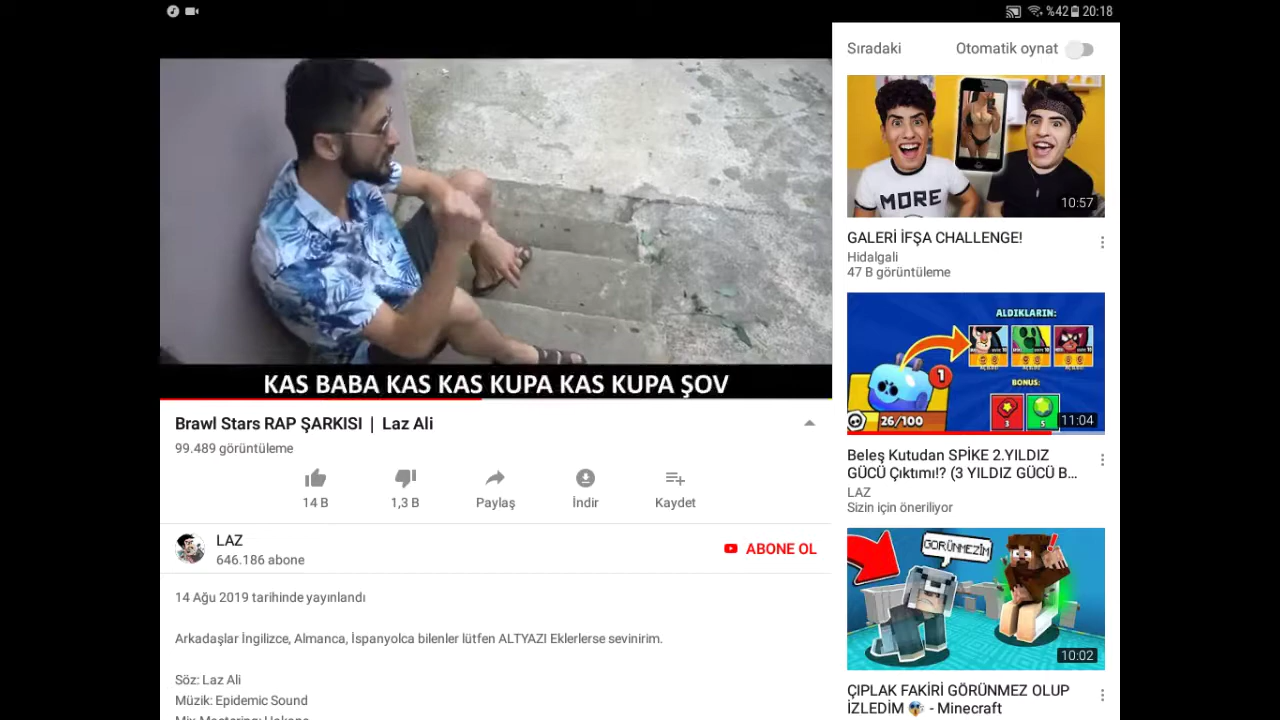 %42 20:18
KAS BABA KAS KAS KUPA KAS KUPA ŞOV
Brawl Stars RAP ŞARKISI | Laz Ali
99.489 görüntüleme
14 B
1,3 B
Paylaş
İndir
Kaydet
LAZ
646.186 abone
ABONE OL
14 Ağu 2019 tarihinde yayınlandı
Arkadaşlar İngilizce, Almanca, İspanyolca bilenler lütfen ALTYAZI Eklerlerse sevinirim.
Söz: Laz Ali
Müzik: Epidemic Sound
Sıradaki
Otomatik oynat
MORE
10:57
GALERİ İFŞA CHALLENGE!
Hidalgali
47 B görüntüleme
ALDIKLARIN:
1
BONUS:
26/100
3
5
11:04
Beleş Kutudan SPİKE 2.YILDIZ
GÜCÜ Çıktımı!? (3 YILDIZ GÜCÜ B...
LAZ
Sizin için öneriliyor
GÖRÜNMEZİM
10:02
ÇIPLAK FAKİRİ GÖRÜNMEZ OLUP
İZLEDİM 😱 - Minecraft